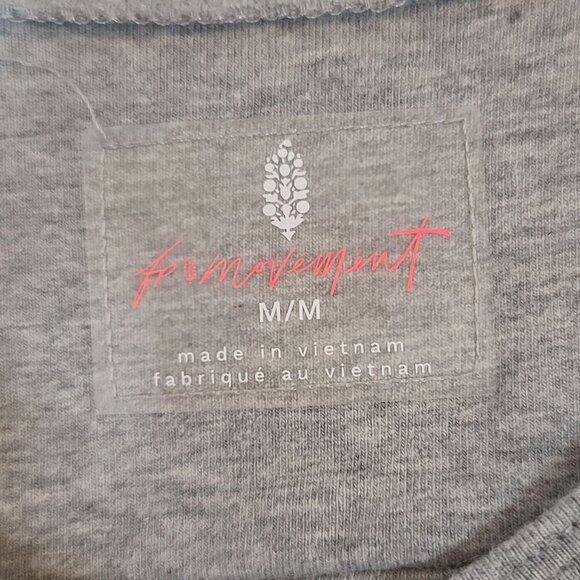 fp movement
M/M
made in vietnam
fabriqué au vietnam